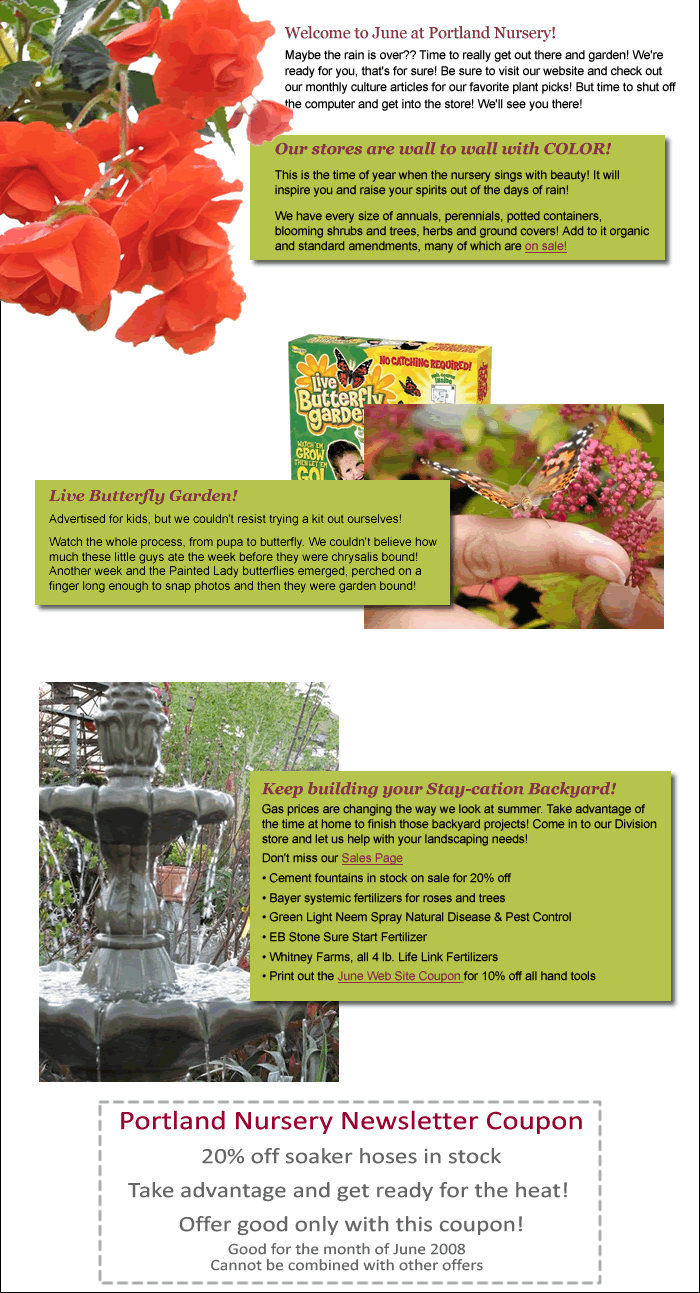 Welcome to June at Portland Nursery!
Maybe the rain is over?? Time to really get out there and garden! We're
ready for you, that's for sure! Be sure to visit our website and check out
our monthly culture articles for our favorite plant picks! But time to shut off
the computer and get into the store! We'll see you there!
Our stores are wall to wall with COLOR!
This is the time of year when the nursery sings with beauty! It will
inspire you and raise your spirits out of the days of rain!
We have every size of annuals, perennials, potted containers,
blooming shrubs and trees, herbs and ground covers! Add to it organic
and standard amendments, many of which are on sale!
NO CATCHING REQUIRED!
INSIDE
Live
Butterfly
Garden
WATCH 'EM
GROW
THEN LET 'EM
GO!
Live Butterfly Garden!
Advertised for kids, but we couldn't resist trying a kit out ourselves!
Watch the whole process, from pupa to butterfly. We couldn't believe how
much these little guys ate the week before they were chrysalis bound!
Another week and the Painted Lady butterflies emerged, perched on a
finger long enough to snap photos and then they were garden bound!
Keep building your Stay-cation Backyard!
Gas prices are changing the way we look at summer. Take advantage of
the time at home to finish those backyard projects! Come in to our Division
store and let us help with your landscaping needs!
Don't miss our Sales Page
• Cement fountains in stock on sale for 20% off
• Bayer systemic fertilizers for roses and trees
• Green Light Neem Spray Natural Disease & Pest Control
• EB Stone Sure Start Fertilizer
• Whitney Farms, all 4 lb. Life Link Fertilizers
• Print out the June Web Site Coupon for 10% off all hand tools
Portland Nursery Newsletter Coupon
20% off soaker hoses in stock
Take advantage and get ready for the heat!
Offer good only with this coupon!
Good for the month of June 2008
Cannot be combined with other offers